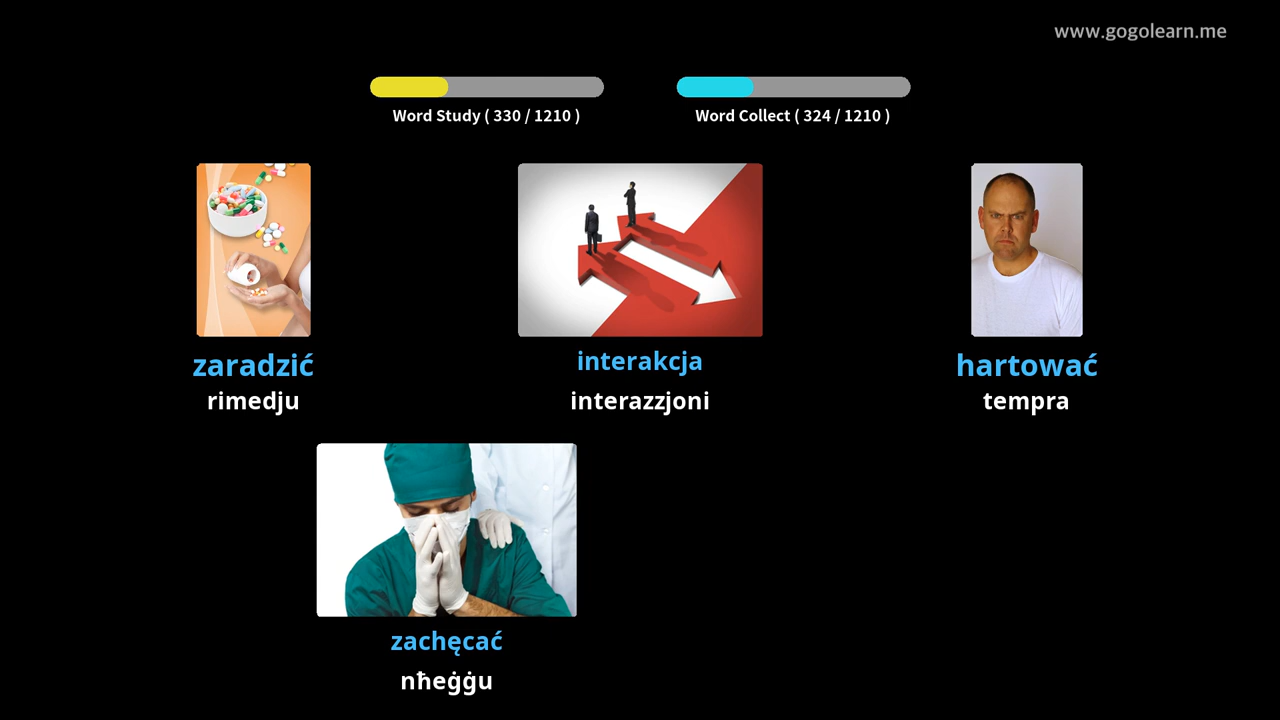 www.gogolearn.me
Word Study ( 330 / 1210 )
Word Collect ( 324 / 1210 )
zaradzić
rimedju
interakcja
interazzjoni
hartować
tempra
zachęcać
nħeġġu